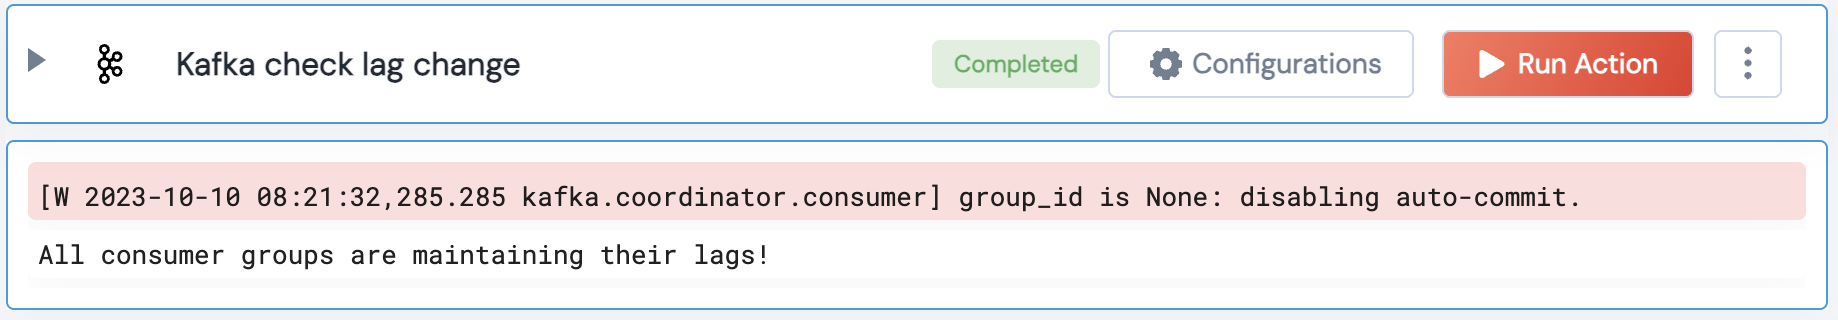 Kafka check lag change
Completed
Configurations
Run Action
[W 2023-10-10 08:21:32,285.285 kafka.coordinator.consumer] group_id is None: disabling auto-commit.
All consumer groups are maintaining their lags!